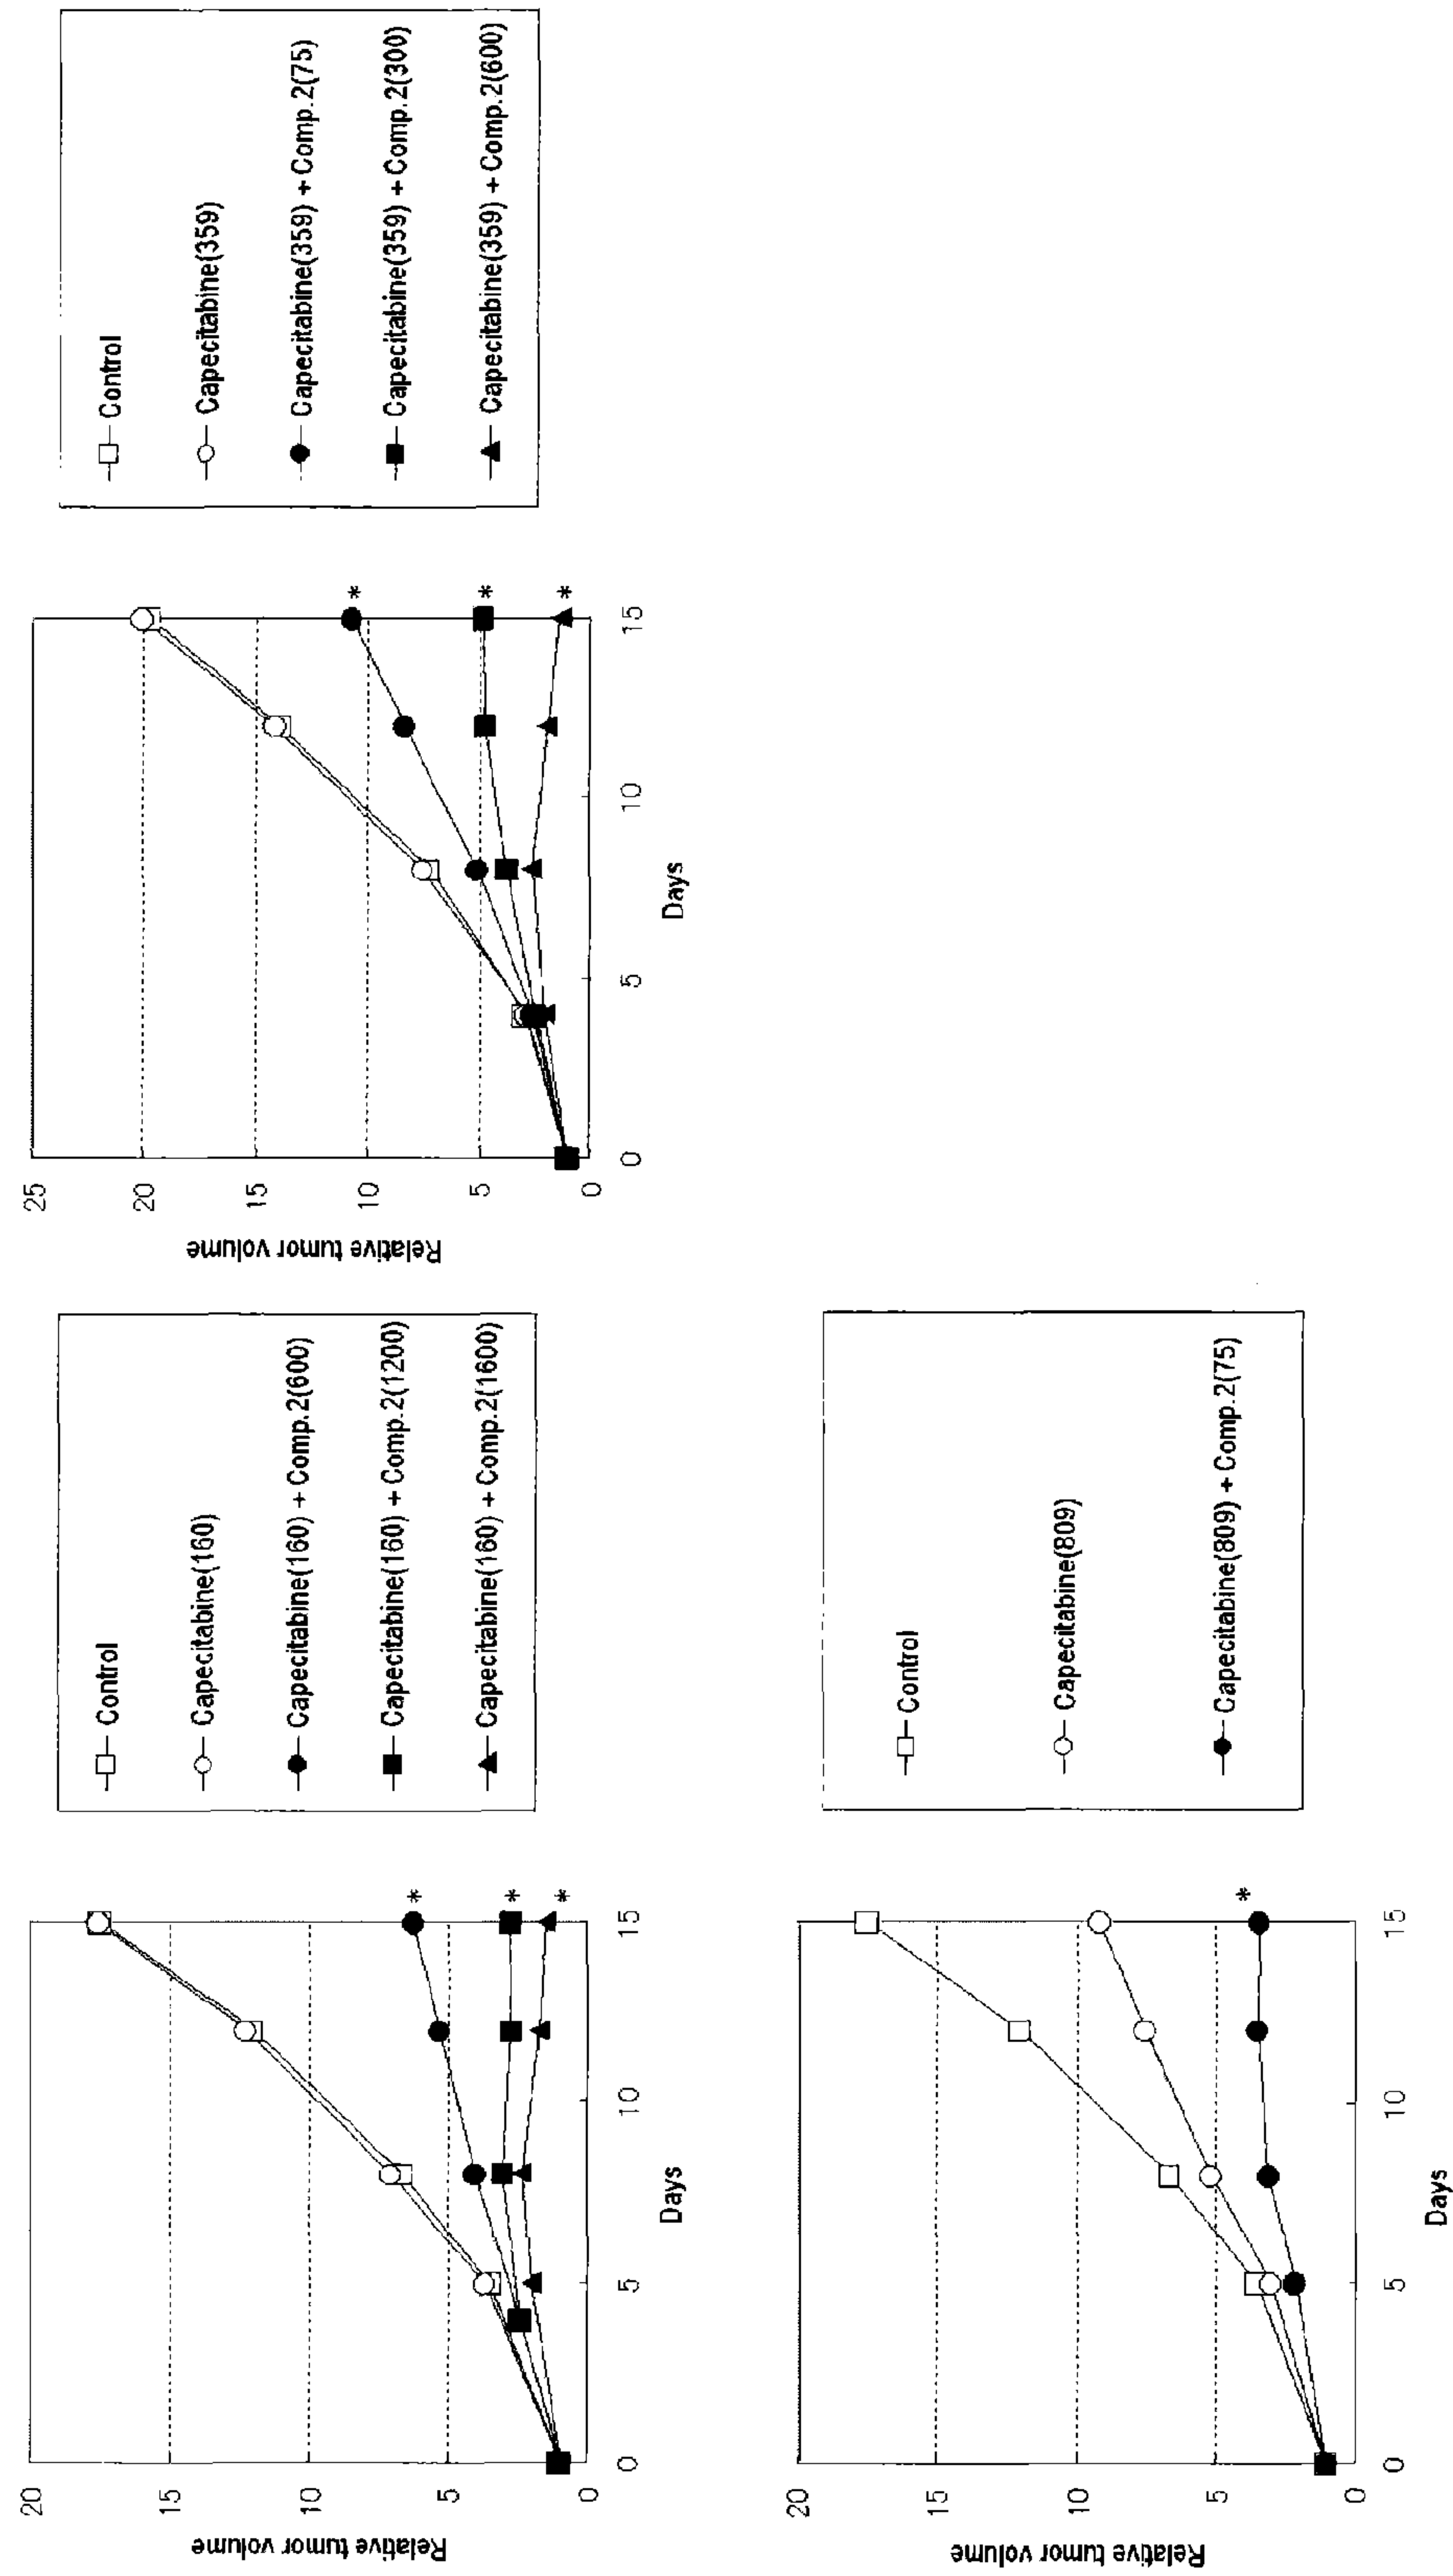 20
15
10
5
0
Relative tumor volume
0
5
10
15
Days
*
*
*
Control
Capecitabine(160)
Capecitabine(160) + Comp.2(600)
Capecitabine(160) + Comp.2(1200)
Capecitabine(160) + Comp.2(1600)
25
20
15
10
5
0
Relative tumor volume
0
5
10
15
Days
*
*
*
Control
Capecitabine(359)
Capecitabine(359) + Comp.2(75)
Capecitabine(359) + Comp.2(300)
Capecitabine(359) + Comp.2(600)
20
15
10
5
0
Relative tumor volume
0
5
10
15
Days
*
Control
Capecitabine(809)
Capecitabine(809) + Comp.2(75)